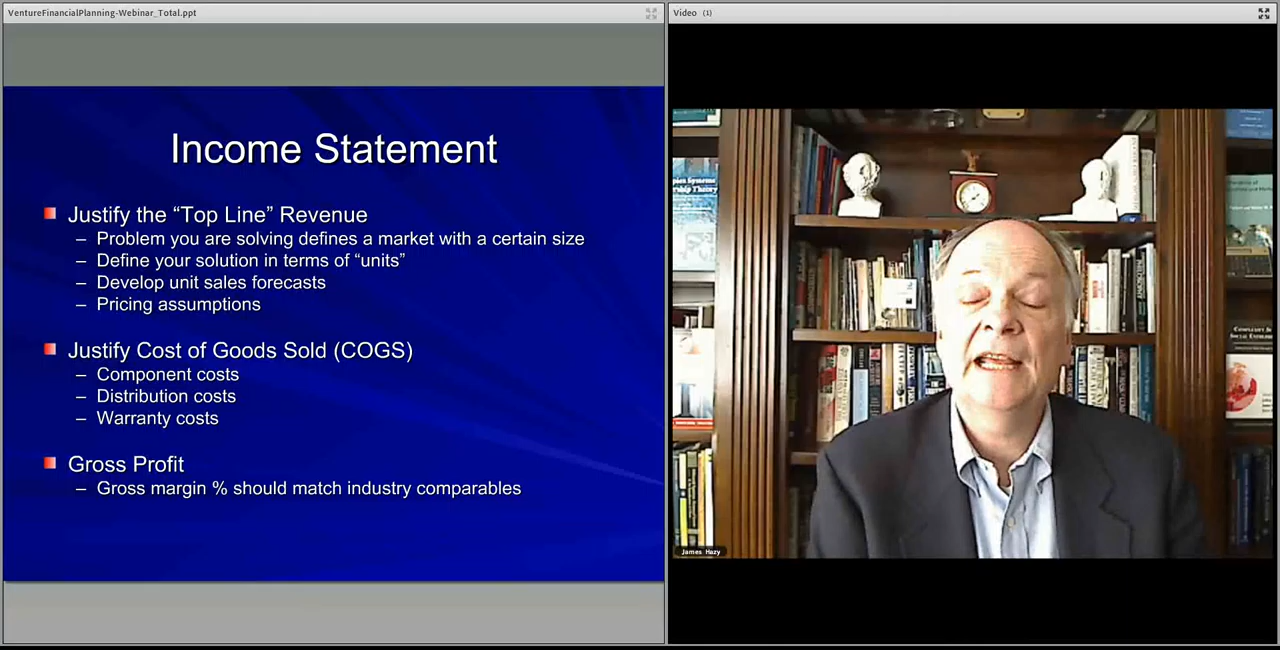 VentureFinancialPlanning-Webinar_Total.ppt
Income Statement
Justify the “Top Line” Revenue
– Problem you are solving defines a market with a certain size
– Define your solution in terms of “units”
– Develop unit sales forecasts
– Pricing assumptions
Justify Cost of Goods Sold (COGS)
– Component costs
– Distribution costs
– Warranty costs
Gross Profit
– Gross margin % should match industry comparables
Video (1)
James Hazy